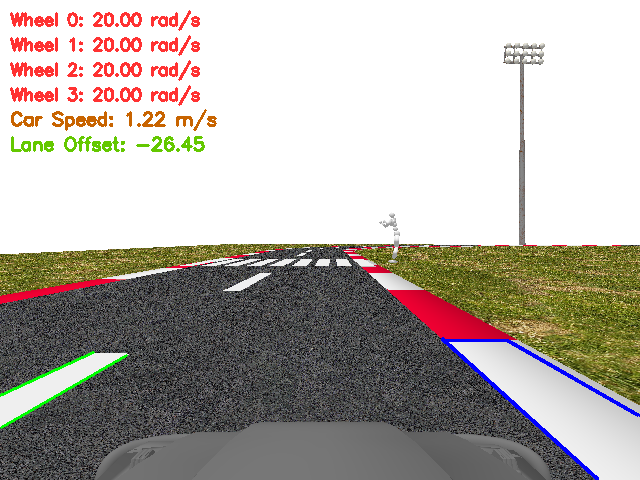 Wheel 0: 20.00 rad/s
Wheel 1: 20.00 rad/s
Wheel 2: 20.00 rad/s
Wheel 3: 20.00 rad/s
Car Speed: 1.22 m/s
Lane Offset: -26.45